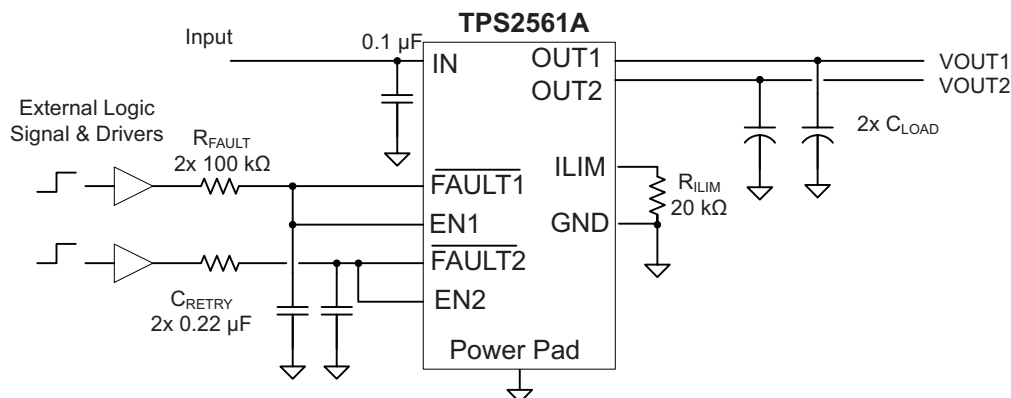 TPS2561A
Input
0.1 µF
IN
OUT1
OUT2
VOUT1
VOUT2
2x CLOAD
External Logic
Signal & Drivers
RFAULT
2x 100 kΩ
FAULT1
EN1
FAULT2
EN2
ILIM
GND
RILIM
20 kΩ
CRETRY
2x 0.22 µF
Power Pad